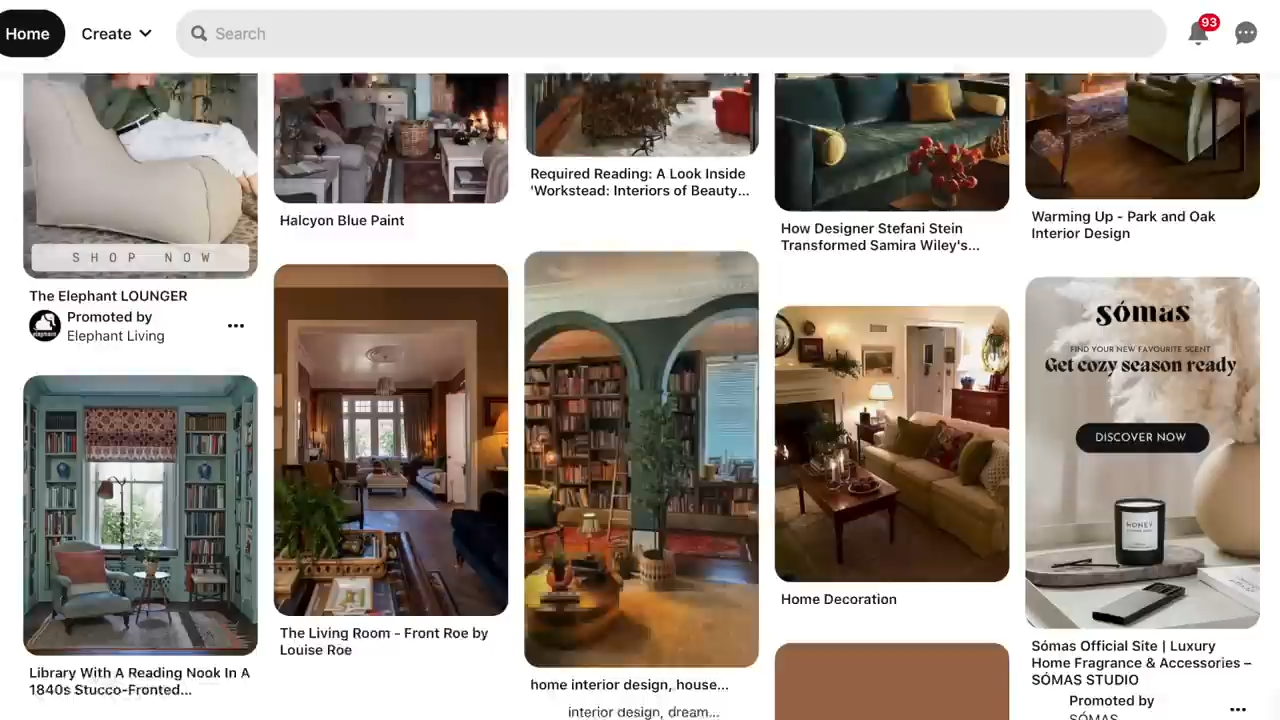 Home
Create
Search
93
SHOP NOW
The Elephant LOUNGER
Promoted by
Elephant Living
Library With A Reading Nook In A
1840s Stucco-Fronted...
Halcyon Blue Paint
The Living Room - Front Roe by
Louise Roe
Required Reading: A Look Inside
'Workstead: Interiors of Beauty...
home interior design, house...
interior design, dream...
How Designer Stefani Stein
Transformed Samira Wiley's...
Home Decoration
Warming Up - Park and Oak
Interior Design
sómas
FIND YOUR NEW FAVOURITE SCENT
Get cozy season ready
DISCOVER NOW
HONEY
Sómas Official Site | Luxury
Home Fragrance & Accessories –
SÓMAS STUDIO
Promoted by
SÓMAS